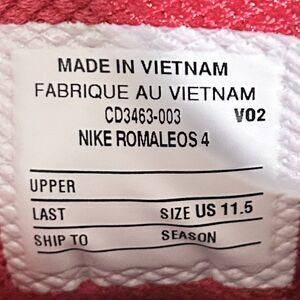 MADE IN VIETNAM
FABRIQUE AU VIETNAM
CD3463-003 V02
NIKE ROMALEOS 4
UPPER
LAST SIZE US 11.5
SHIP TO SEASON